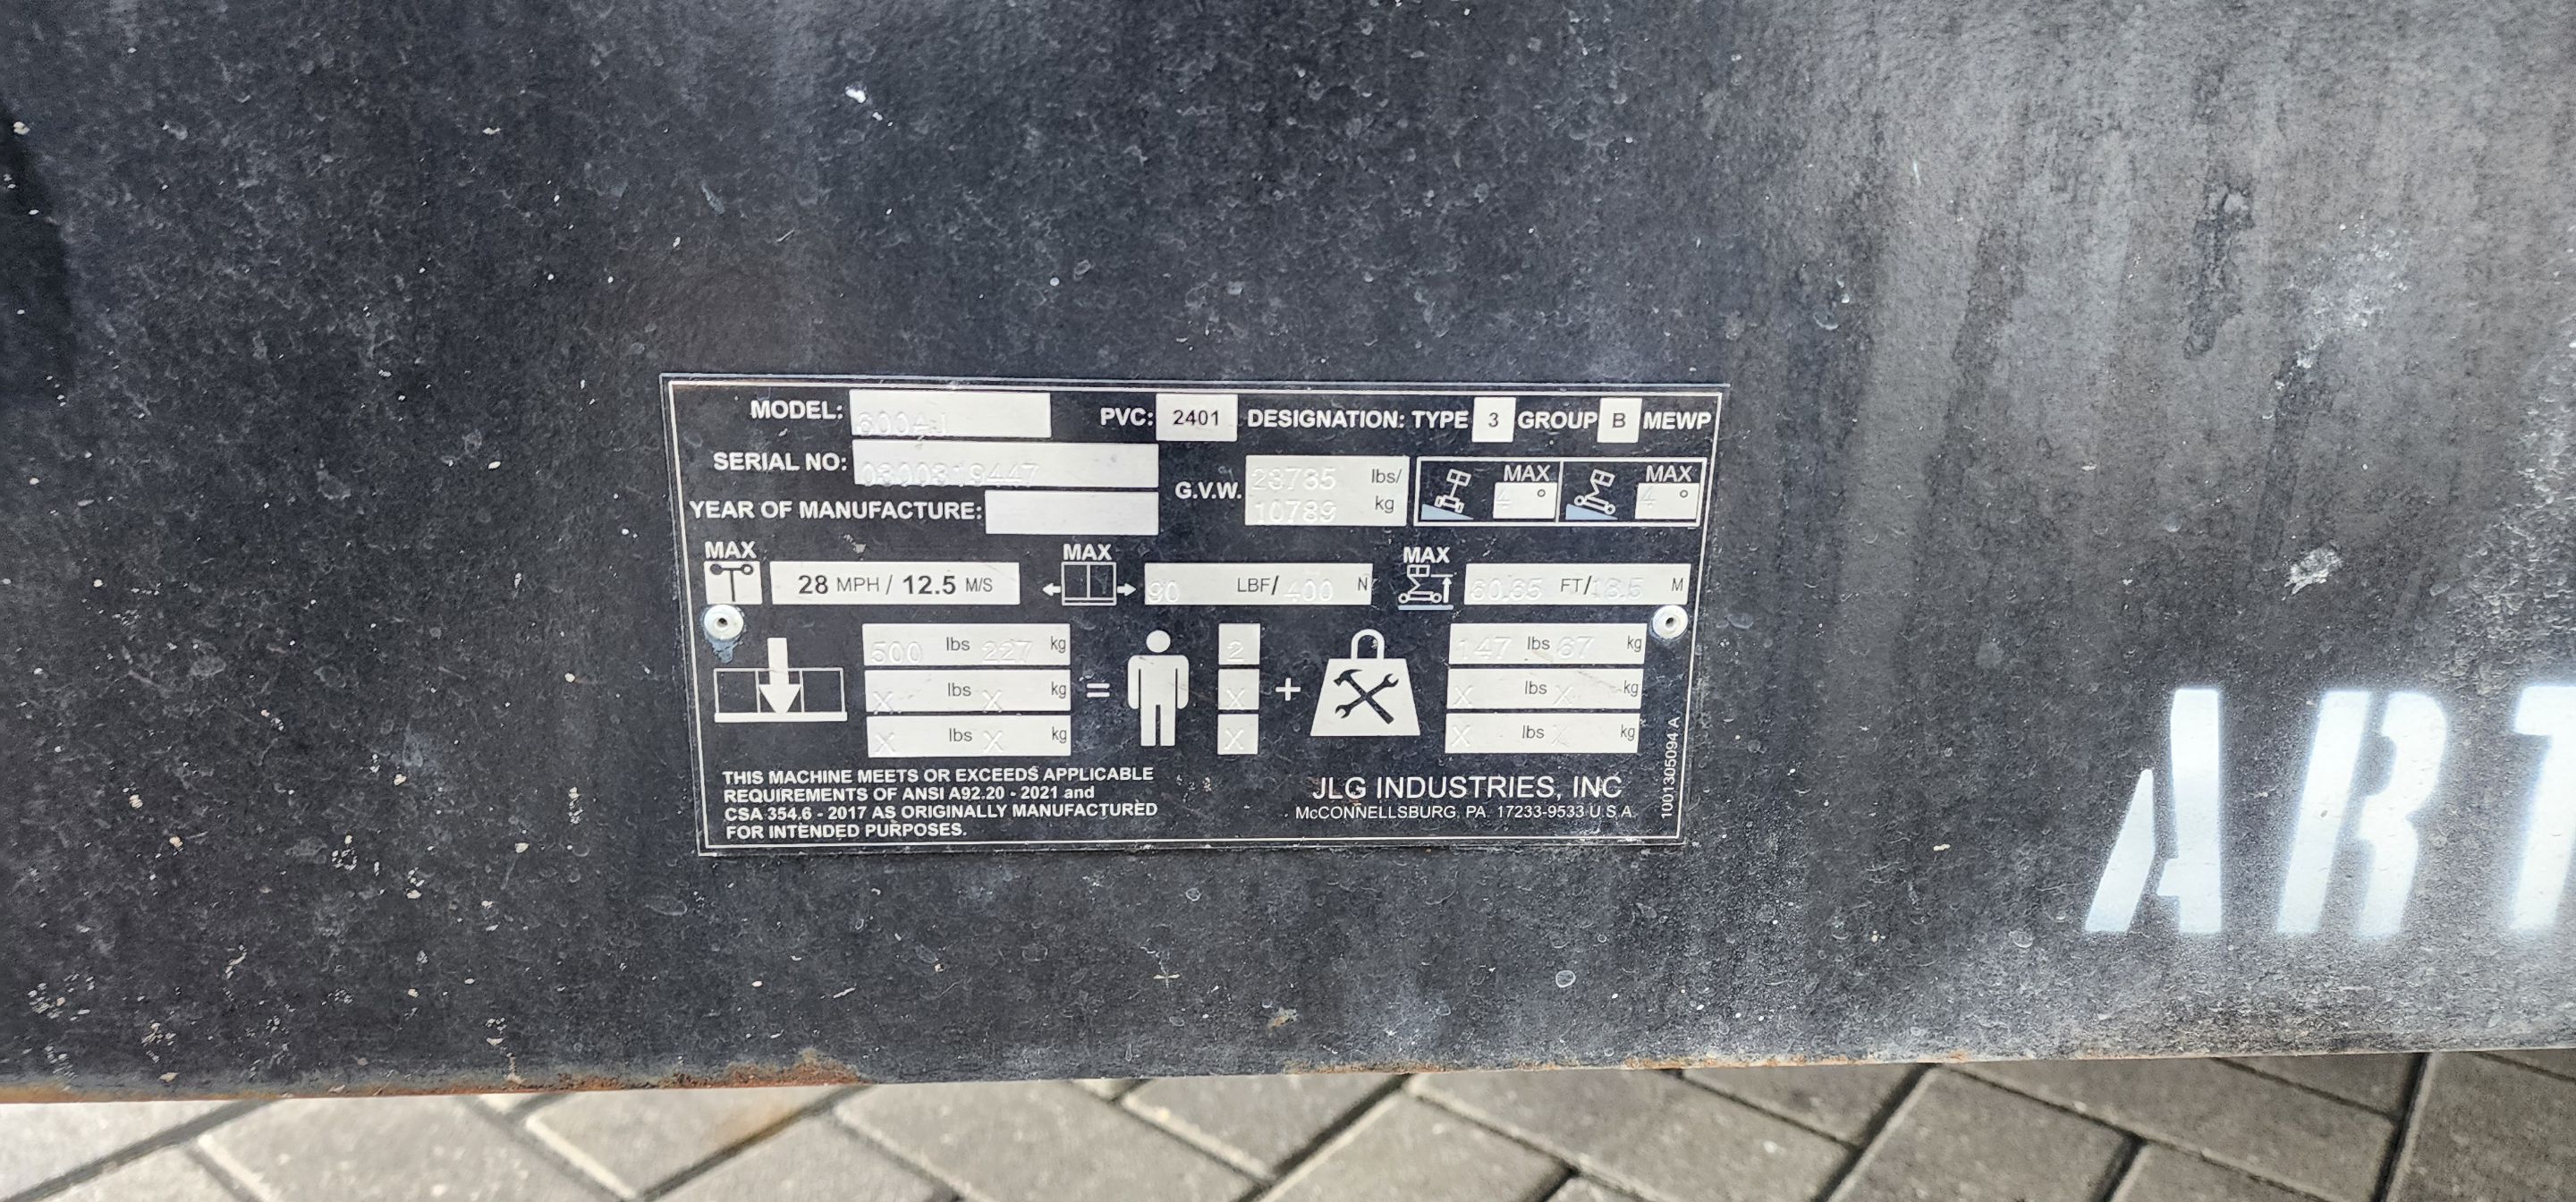 MODEL: 600AJ PVC: 2401 DESIGNATION: TYPE 3 GROUP B MEWP
SERIAL NO: 0300319447
G.V.W. 23785 lbs/ 10789 kg
MAX 4° MAX 4°
YEAR OF MANUFACTURE:
MAX 28 MPH / 12.5 M/S MAX 90 LBF/ 400 N MAX FT/ 18.5 M
500 lbs 227 kg = 2 + 147 lbs 67 kg
X lbs X kg X X lbs X kg
X lbs X kg X X lbs X kg
THIS MACHINE MEETS OR EXCEEDS APPLICABLE
REQUIREMENTS OF ANSI A92.20 - 2021 and
CSA 354.6 - 2017 AS ORIGINALLY MANUFACTURED
FOR INTENDED PURPOSES.
JLG INDUSTRIES, INC
McCONNELLSBURG, PA 17233-9533 U.S.A.
1001305094 A
ART